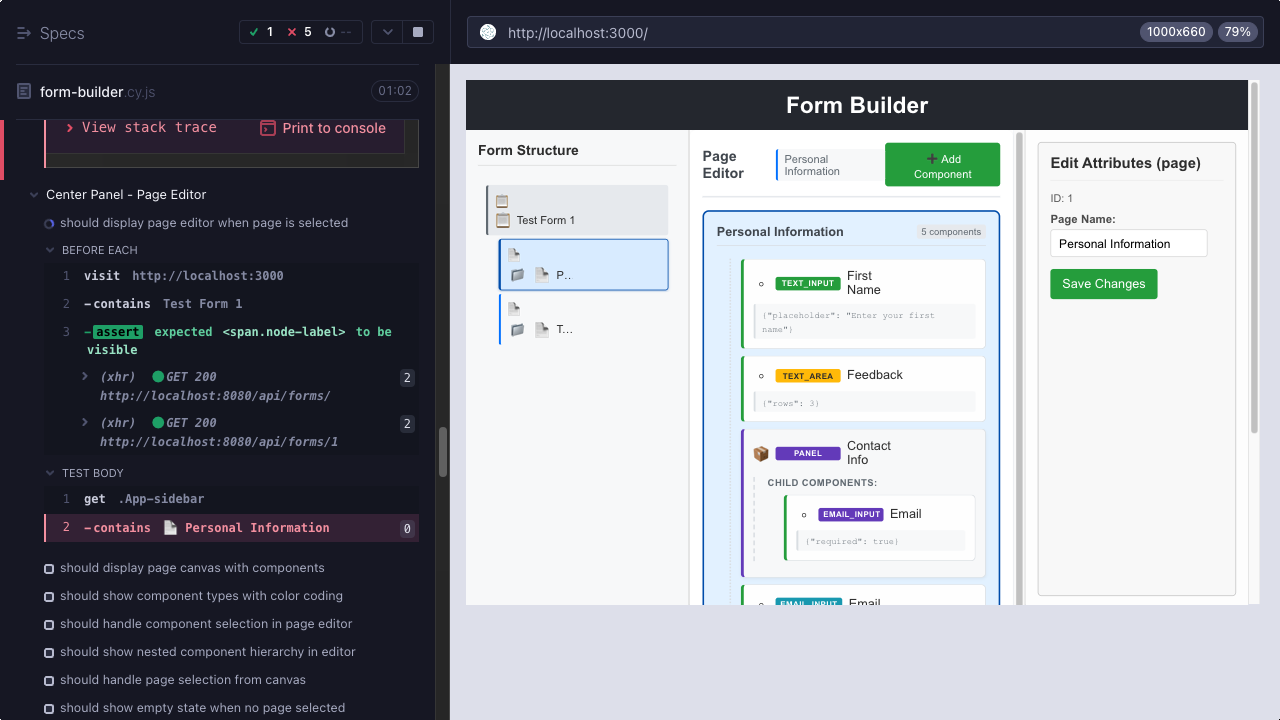 Specs
1
5
--
form-builder.cy.js
01:02
View stack trace
Print to console
Center Panel - Page Editor
should display page editor when page is selected
BEFORE EACH
1 visit http://localhost:3000
2 -contains Test Form 1
3 -assert expected <span.node-label> to be
visible
(xhr) GET 200
http://localhost:8080/api/forms/
2
(xhr) GET 200
http://localhost:8080/api/forms/1
2
TEST BODY
1 get .App-sidebar
2 -contains Personal Information 0
should display page canvas with components
should show component types with color coding
should handle component selection in page editor
should show nested component hierarchy in editor
should handle page selection from canvas
should show empty state when no page selected
http://localhost:3000/
1000x660
79%
Form Builder
Form Structure
Test Form 1
P..
T...
Page
Editor
Personal
Information
Add
Component
Personal Information
5 components
TEXT_INPUT
First
Name
{"placeholder": "Enter your first
name"}
TEXT_AREA
Feedback
{"rows": 3}
PANEL
Contact
Info
CHILD COMPONENTS:
EMAIL_INPUT
Email
{"required": true}
EMAIL_INPUT
Email
Edit Attributes (page)
ID: 1
Page Name:
Personal Information
Save Changes